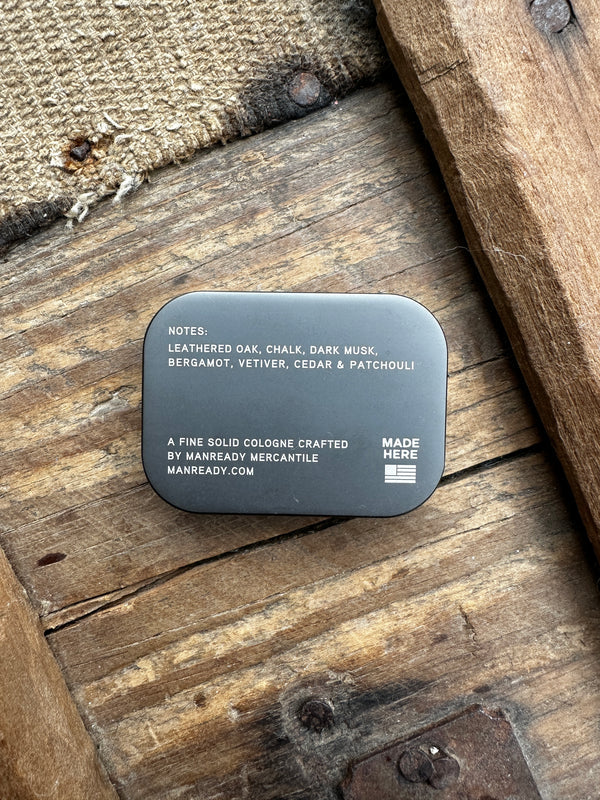 NOTES:
LEATHERED OAK, CHALK, DARK MUSK,
BERGAMOT, VETIVER, CEDAR & PATCHOULI
A FINE SOLID COLOGNE CRAFTED
BY MANREADY MERCANTILE
MANREADY.COM
MADE
HERE